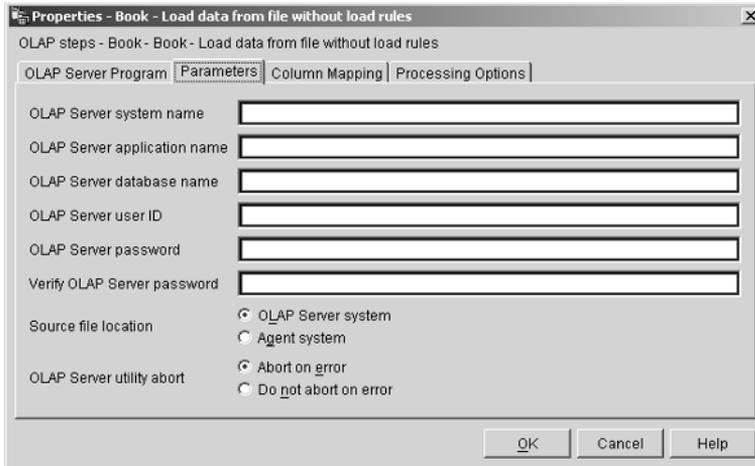 Properties - Book - Load data from file without load rules
OLAP steps - Book - Book - Load data from file without load rules
OLAP Server Program Parameters Column Mapping Processing Options
OLAP Server system name
OLAP Server application name
OLAP Server database name
OLAP Server user ID
OLAP Server password
Verify OLAP Server password
Source file location
OLAP Server system
Agent system
OLAP Server utility abort
Abort on error
Do not abort on error
OK Cancel Help